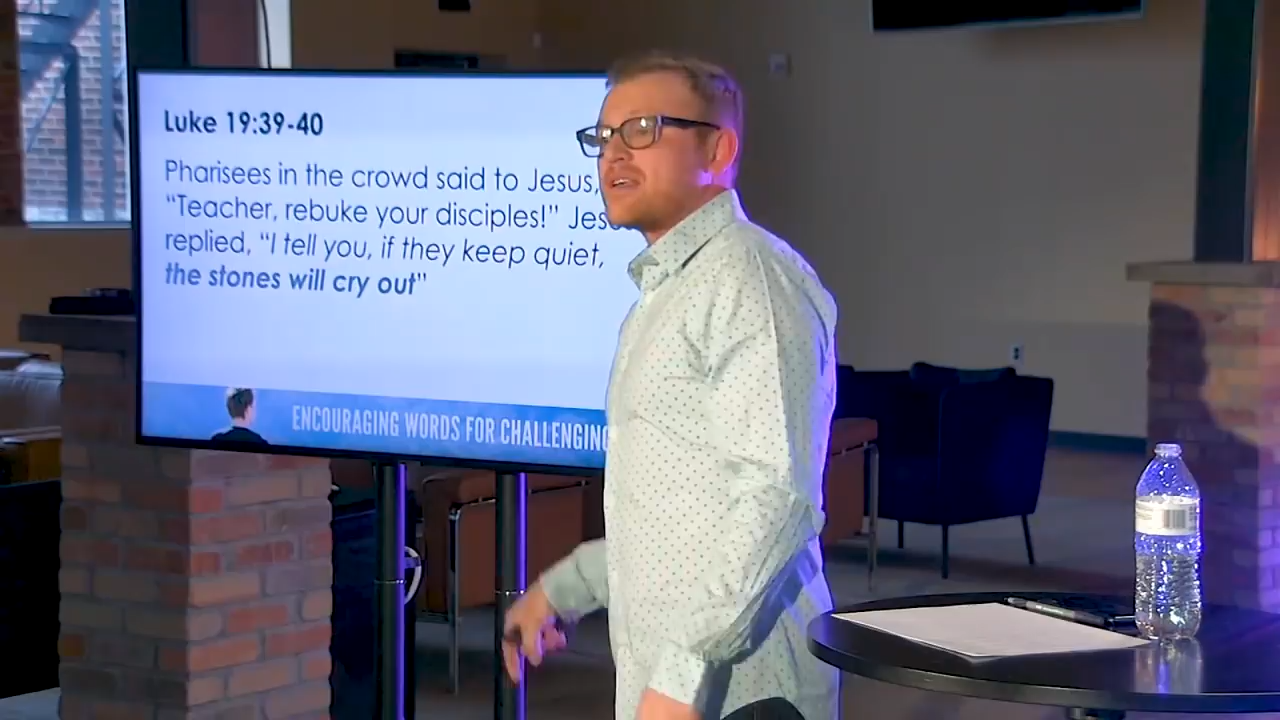 Luke 19:39-40
Pharisees in the crowd said to Jesus,
“Teacher, rebuke your disciples!” Jes
replied, “I tell you, if they keep quiet,
the stones will cry out”
ENCOURAGING WORDS FOR CHALLENGING